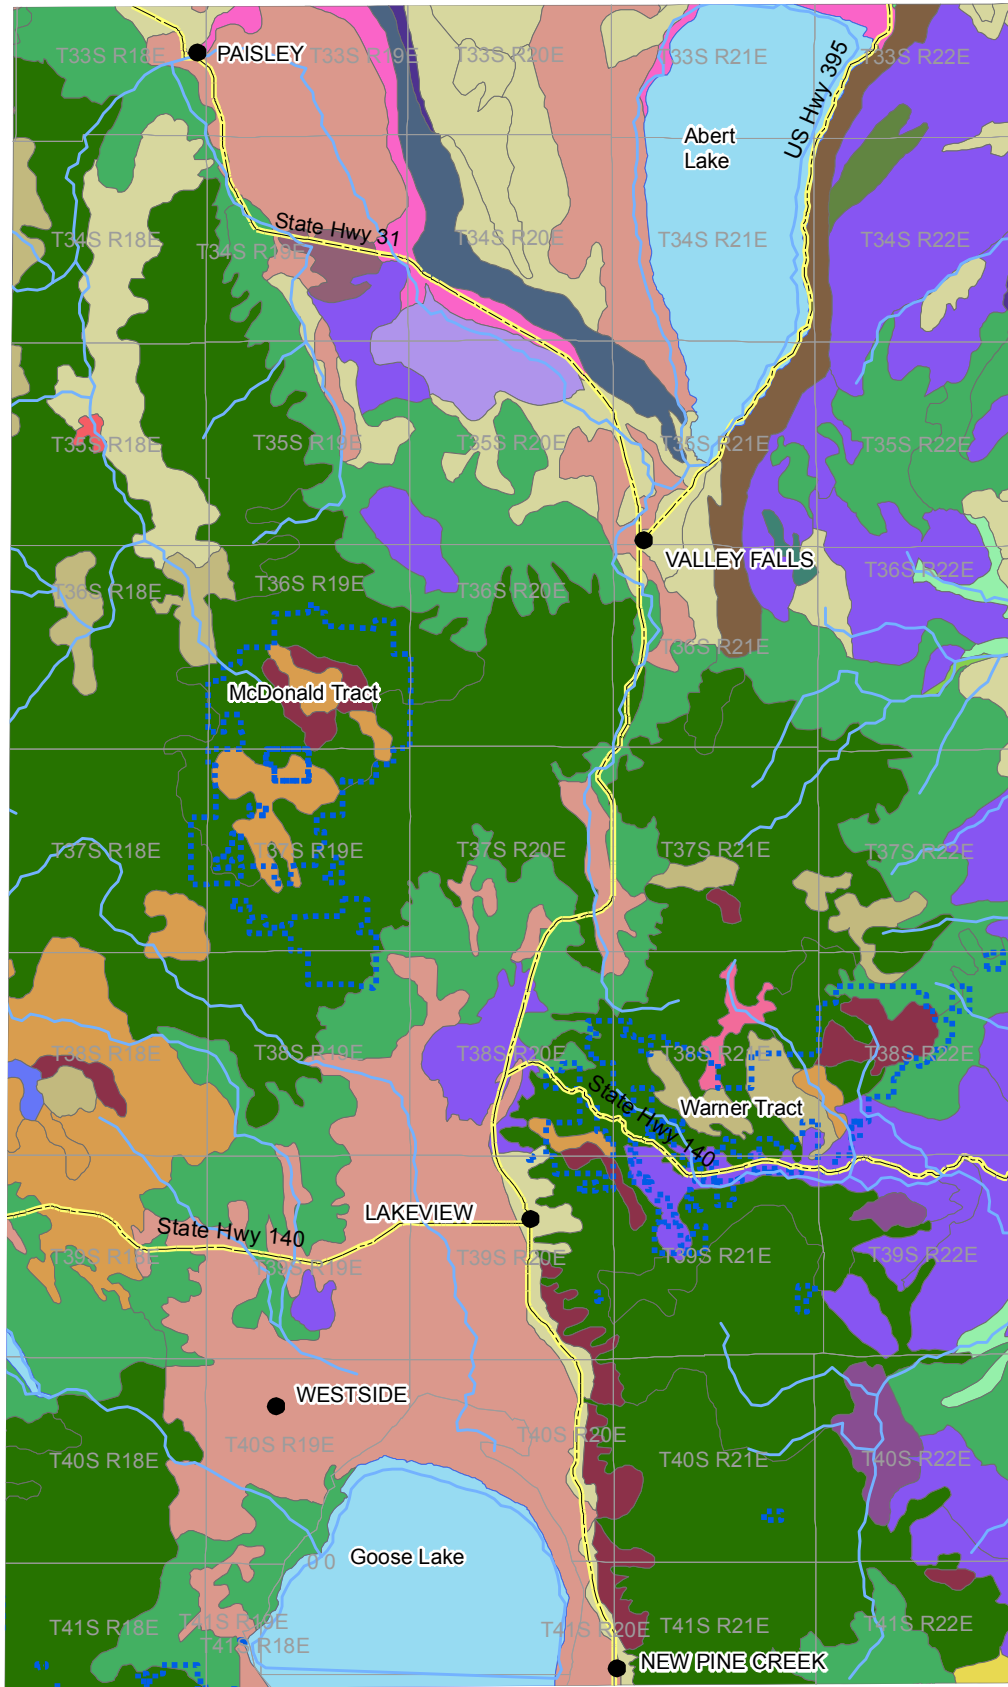 T33S R18E
PAISLEY
T33S R19E
T33S R20E
33S R21E
US Hwy 395
T33S R22E
Abert
Lake
T34S R18E
T34S R19E
State Hwy 31
T34S R20E
T34S R21E
T34S R22E
T35S R18E
T35S R19E
T35S R20E
T35S R21E
T35S R22E
VALLEY FALLS
T36S R18E
T36S R19E
T36S R20E
T36S R21E
T36S R22E
McDonald Tract
T37S R18E
T37S R19E
T37S R20E
T37S R21E
T37S R22E
T38S R18E
T38S R19E
T38S R20E
T38S R21E
T38S R22E
State Hwy 140
Warner Tract
LAKEVIEW
State Hwy 140
T39S R18E
T39S R19E
T39S R20E
T39S R21E
T39S R22E
WESTSIDE
T40S R18E
T40S R19E
T40S R20E
T40S R21E
T40S R22E
0 0
Goose Lake
T41S R18E
T41S R19E
T41S R18E
T41S R20E
T41S R21E
T41S R22E
NEW PINE CREEK